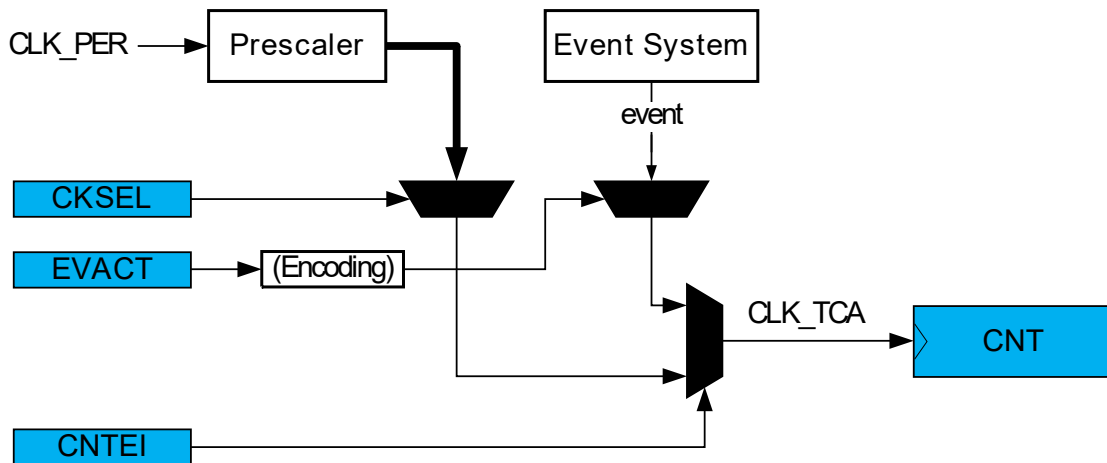 CLK_PER
Prescaler
Event System
event
CKSEL
EVACT
(Encoding)
CLK_TCA
CNT
CNTEI